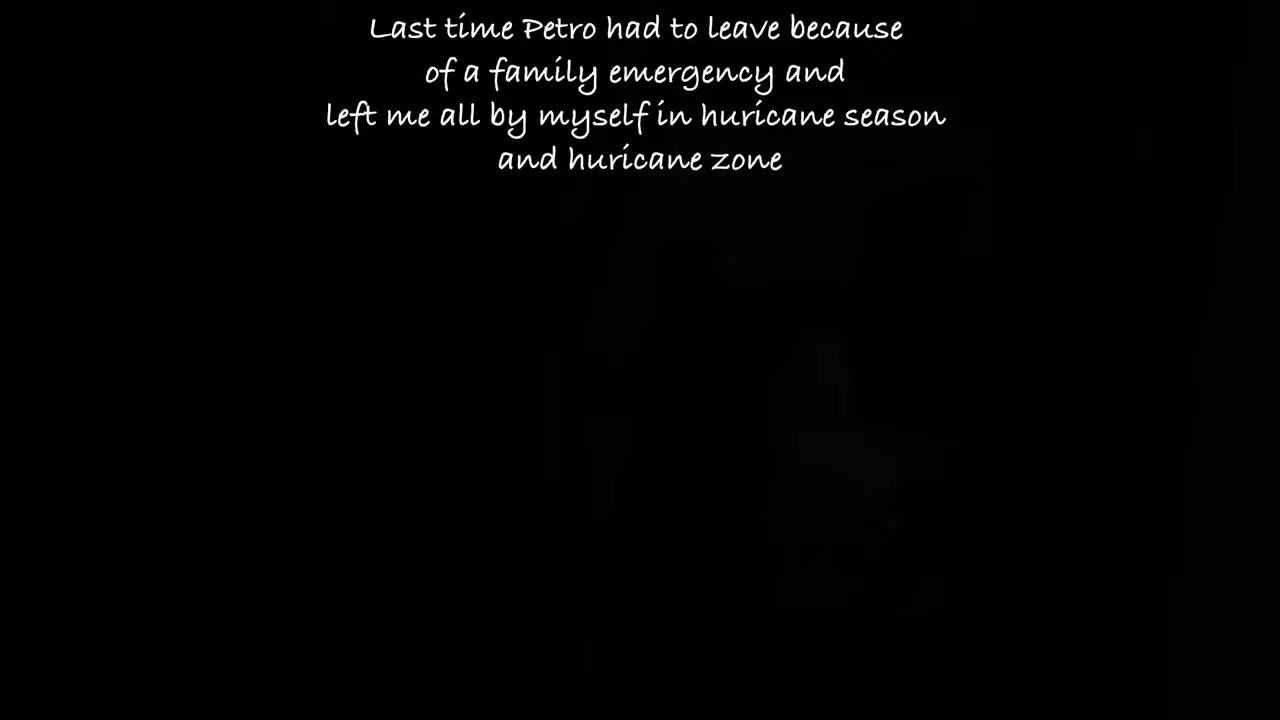 Last time Petro had to leave because
of a family emergency and
left me all by myself in huricane season
and huricane zone